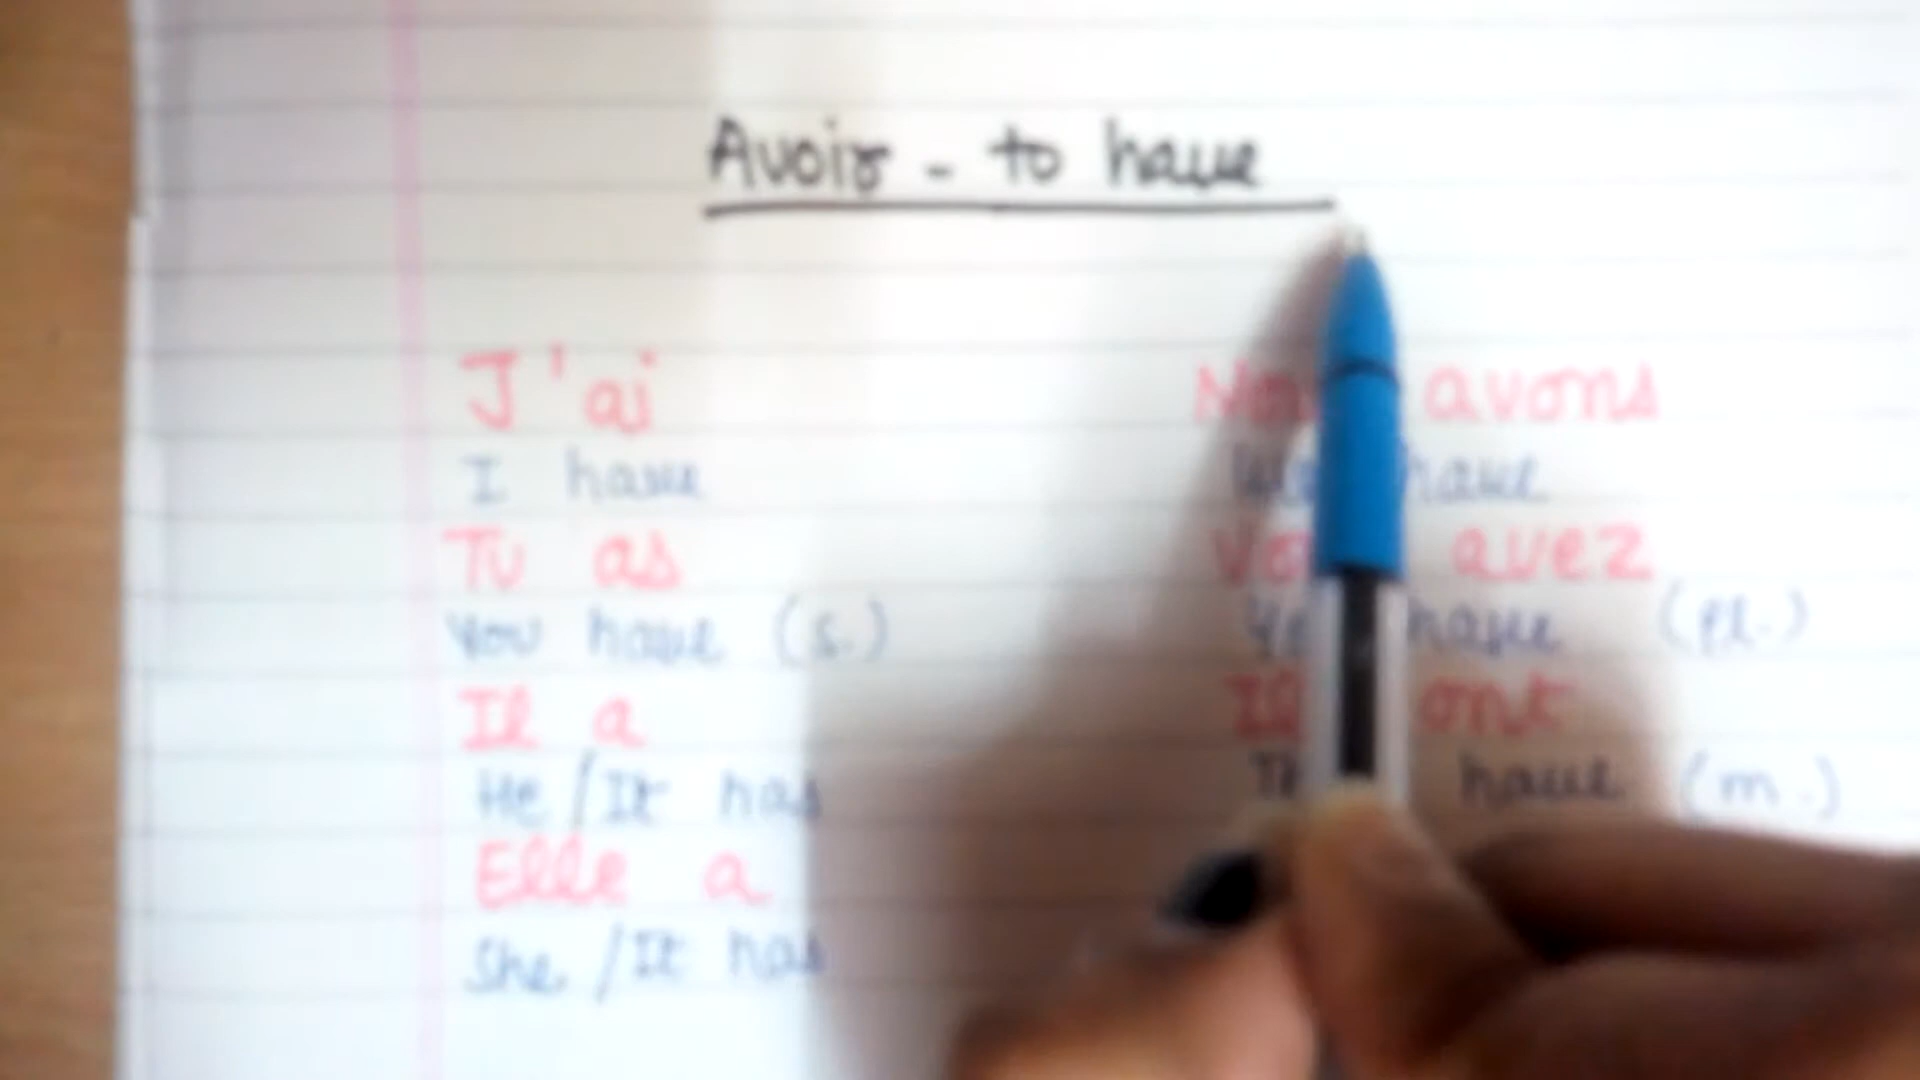 Avoir - to have
J'ai
I have
Tu as
You have (s.)
Il a
He/It has
Elle a
She/It has
avons
have
avez
have (pl.)
ont
have (m.)